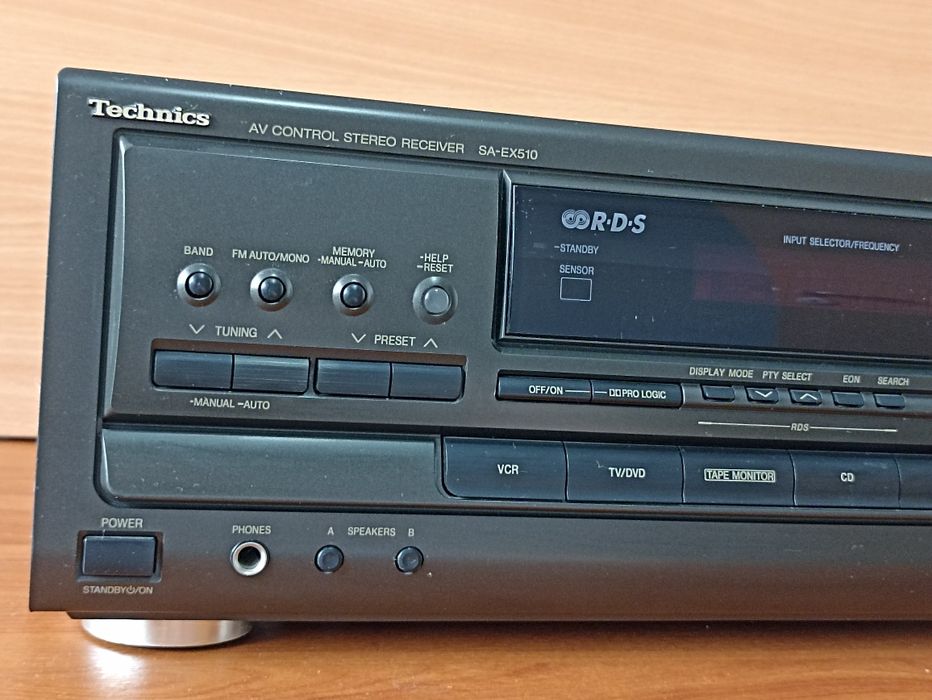 Technics
AV CONTROL STEREO RECEIVER SA-EX510
R·D·S
-STANDBY
SENSOR
INPUT SELECTOR/FREQUENCY
BAND
FM AUTO/MONO
MEMORY
-MANUAL -AUTO
-HELP
-RESET
TUNING
PRESET
-MANUAL -AUTO
OFF/ON
PRO LOGIC
DISPLAY MODE
PTY SELECT
EON
SEARCH
RDS
VCR
TV/DVD
TAPE MONITOR
CD
POWER
STANDBY⏻/ON
PHONES
A SPEAKERS B